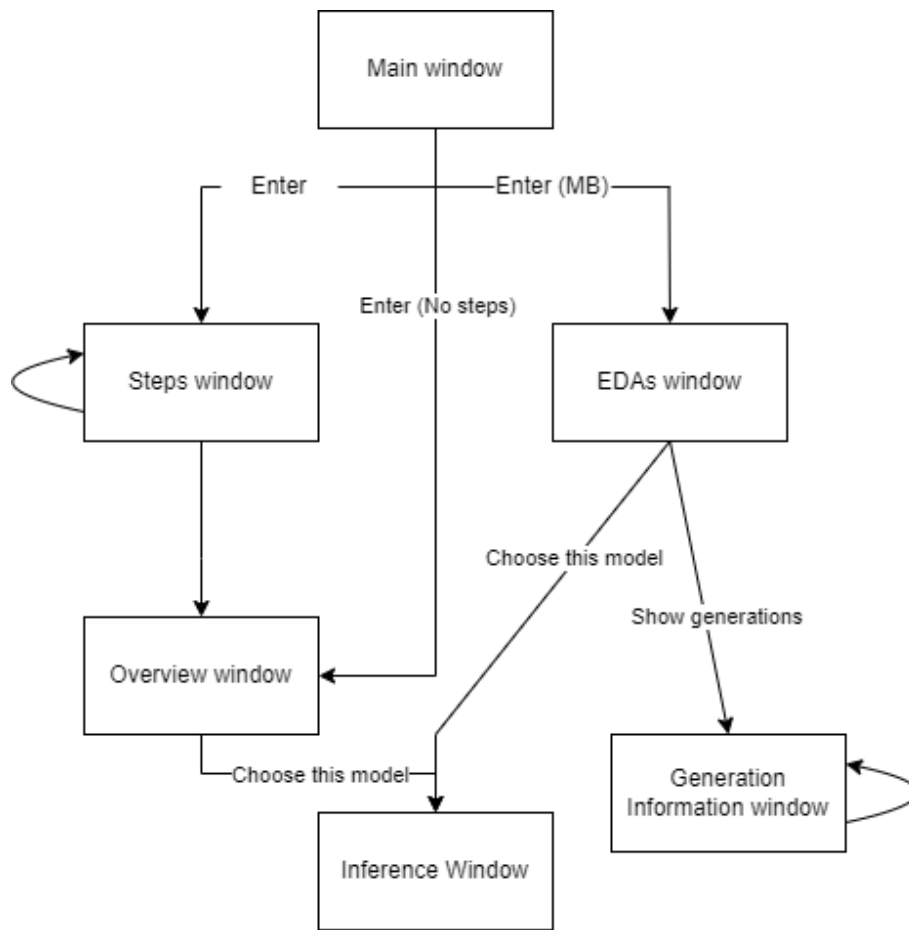 Main window
Enter
Enter (MB)
Enter (No steps)
Steps window
EDAs window
Choose this model
Show generations
Overview window
Choose this model
Generation
Information window
Inference Window